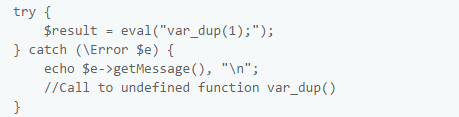 try {
    $result = eval("var_dup(1);");
} catch (\Error $e) {
    echo $e->getMessage(), "\n";
    //Call to undefined function var_dup()
}